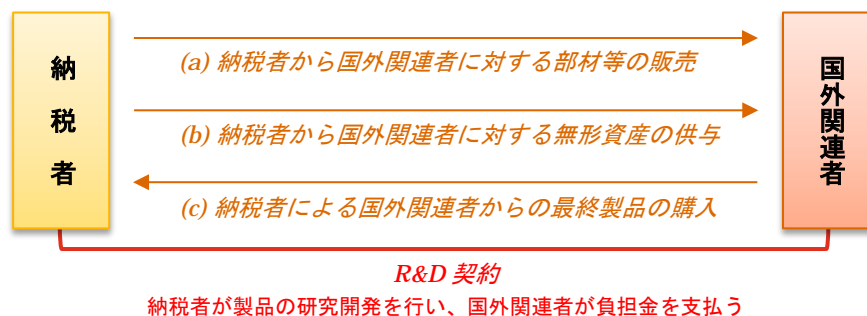 納税者
(a) 納税者から国外関連者に対する部材等の販売
(b) 納税者から国外関連者に対する無形資産の供与
(c) 納税者による国外関連者からの最終製品の購入
国外関連者
R&D 契約
納税者が製品の研究開発を行い、国外関連者が負担金を支払う